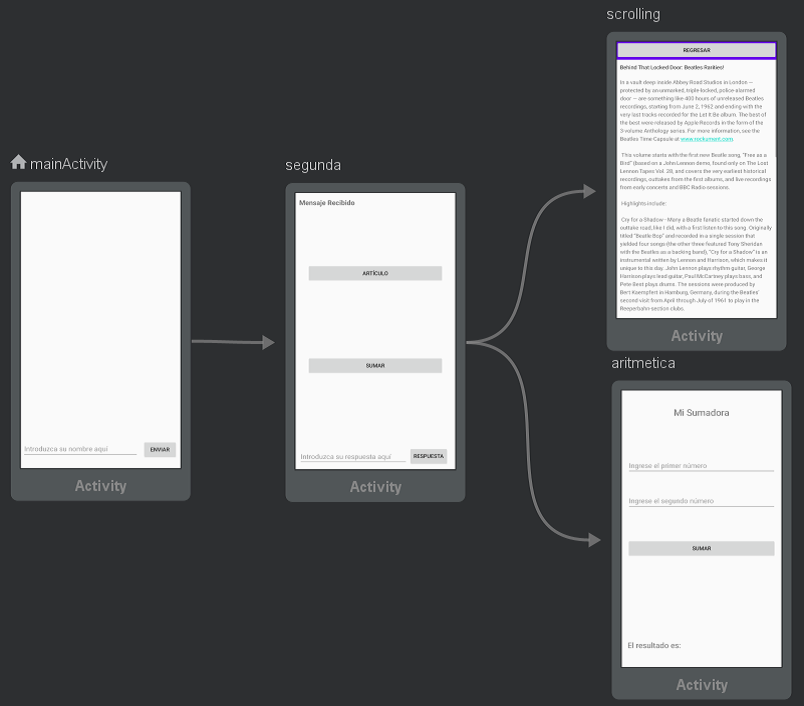 mainActivity
Introduzca su nombre aquí
ENVIAR
Activity
segunda
Mensaje Recibido
ARTÍCULO
SUMAR
Introduzca su respuesta aquí
RESPUESTA
Activity
scrolling
REGRESAR
Behind That Locked Door: Beatles Rarities!
In a vault deep inside Abbey Road Studios in London —
protected by an unmarked, triple-locked, police-alarmed
door — are something like 400 hours of unreleased Beatles
recordings, starting from June 2, 1962 and ending with the
very last tracks recorded for the Let It Be album. The best of
the best were released by Apple Records in the form of the
3-volume Anthology series. For more information, see the
Beatles Time Capsule at www.rockument.com.
This volume starts with the first new Beatle song, "Free as a
Bird" (based on a John Lennon demo, found only on The Lost
Lennon Tapes Vol. 28, and covers the very earliest historical
recordings, outtakes from the first albums, and live recordings
from early concerts and BBC Radio sessions.
Highlights include:
Cry for a Shadow - Many a Beatle fanatic started down the
outtake road, like I did, with a first listen to this song. Originally
titled "Beatle Bop" and recorded in a single session that
yielded four songs (the other three featured Tony Sheridan
with the Beatles as a backing band), "Cry for a Shadow" is an
instrumental written by Lennon and Harrison, which makes it
unique to this day. John Lennon plays rhythm guitar, George
Harrison plays lead guitar, Paul McCartney plays bass, and
Pete Best plays drums. The sessions were produced by
Bert Kaempfert in Hamburg, Germany, during the Beatles'
second visit from April through July of 1961 to play in the
Reeperbahn-section clubs.
Activity
aritmetica
Mi Sumadora
Ingrese el primer número
Ingrese el segundo número
SUMAR
El resultado es:
Activity